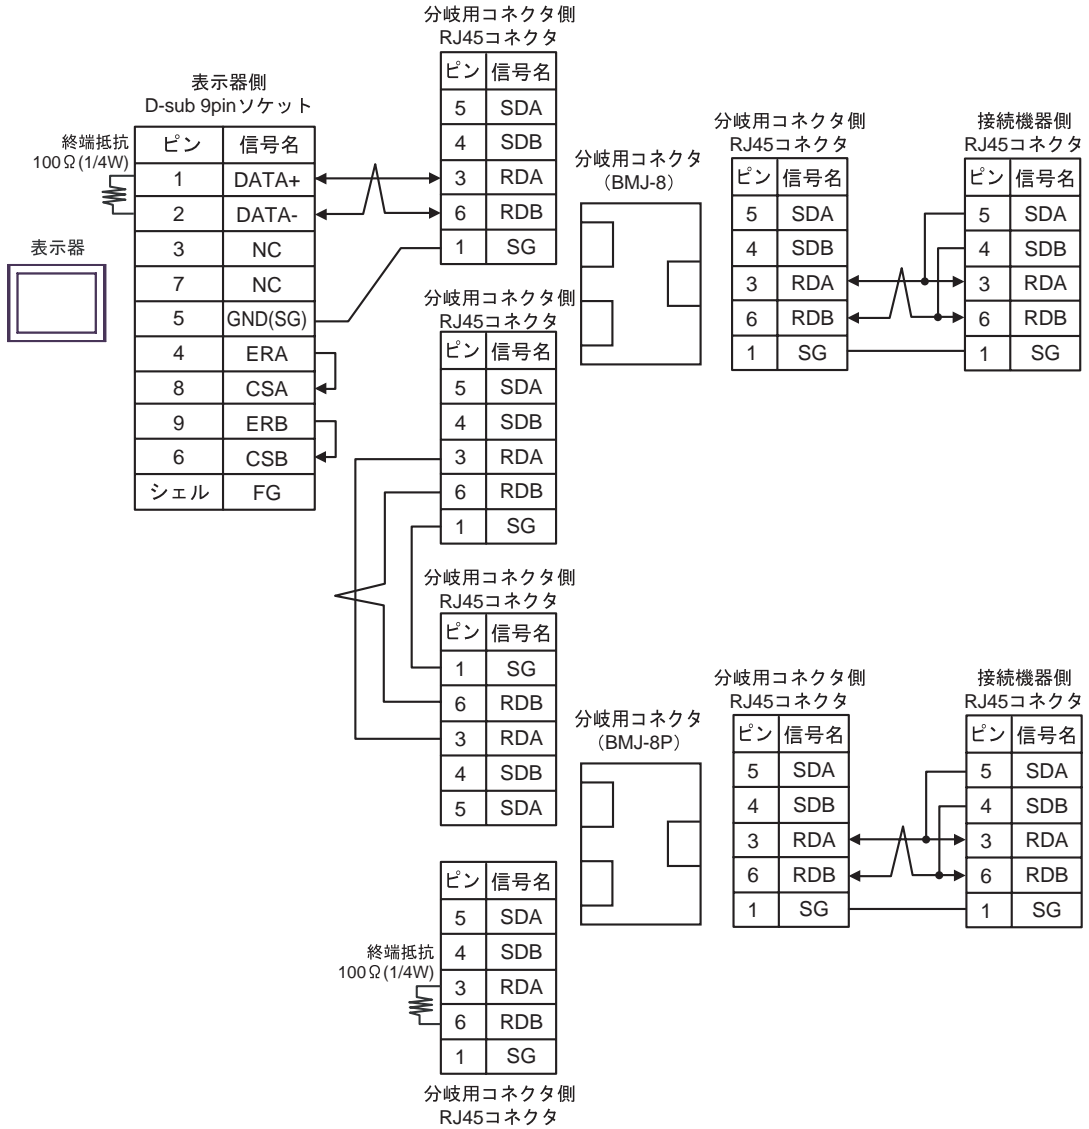 表示器
表示器側
D-sub 9pinソケット
終端抵抗
100Ω(1/4W)
ピン 信号名
1 DATA+
2 DATA-
3 NC
7 NC
5 GND(SG)
4 ERA
8 CSA
9 ERB
6 CSB
シェル FG
分岐用コネクタ側
RJ45コネクタ
ピン 信号名
5 SDA
4 SDB
3 RDA
6 RDB
1 SG
分岐用コネクタ側
RJ45コネクタ
ピン 信号名
5 SDA
4 SDB
3 RDA
6 RDB
1 SG
分岐用コネクタ
（BMJ-8）
分岐用コネクタ側
RJ45コネクタ
ピン 信号名
5 SDA
4 SDB
3 RDA
6 RDB
1 SG
接続機器側
RJ45コネクタ
ピン 信号名
5 SDA
4 SDB
3 RDA
6 RDB
1 SG
分岐用コネクタ側
RJ45コネクタ
ピン 信号名
1 SG
6 RDB
3 RDA
4 SDB
5 SDA
分岐用コネクタ
（BMJ-8P）
分岐用コネクタ側
RJ45コネクタ
ピン 信号名
5 SDA
4 SDB
3 RDA
6 RDB
1 SG
接続機器側
RJ45コネクタ
ピン 信号名
5 SDA
4 SDB
3 RDA
6 RDB
1 SG
終端抵抗
100Ω(1/4W)
ピン 信号名
5 SDA
4 SDB
3 RDA
6 RDB
1 SG
分岐用コネクタ側
RJ45コネクタ